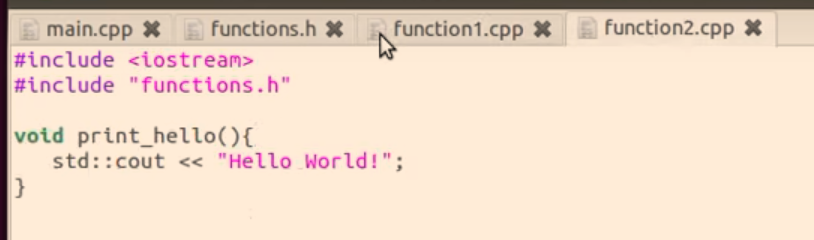 main.cpp ✖ functions.h ✖ function1.cpp ✖ function2.cpp ✖
#include <iostream>
#include "functions.h"
void print_hello(){
   std::cout << "Hello World!";
}